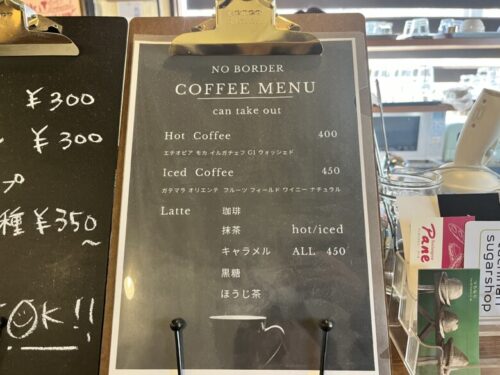 ¥300
¥300
プ
種 ¥350~
OK!!
NO BORDER
COFFEE MENU
can take out
Hot Coffee 400
エチオピア モカ イルガチェフ G1 ウォッシュド
Iced Coffee 450
グアテマラ オリエンテ フルーツ フィールド ワイニー ナチュラル
Latte 珈琲
抹茶 hot/iced
キャラメル ALL 450
黒糖
ほうじ茶
Pane
sugarshop